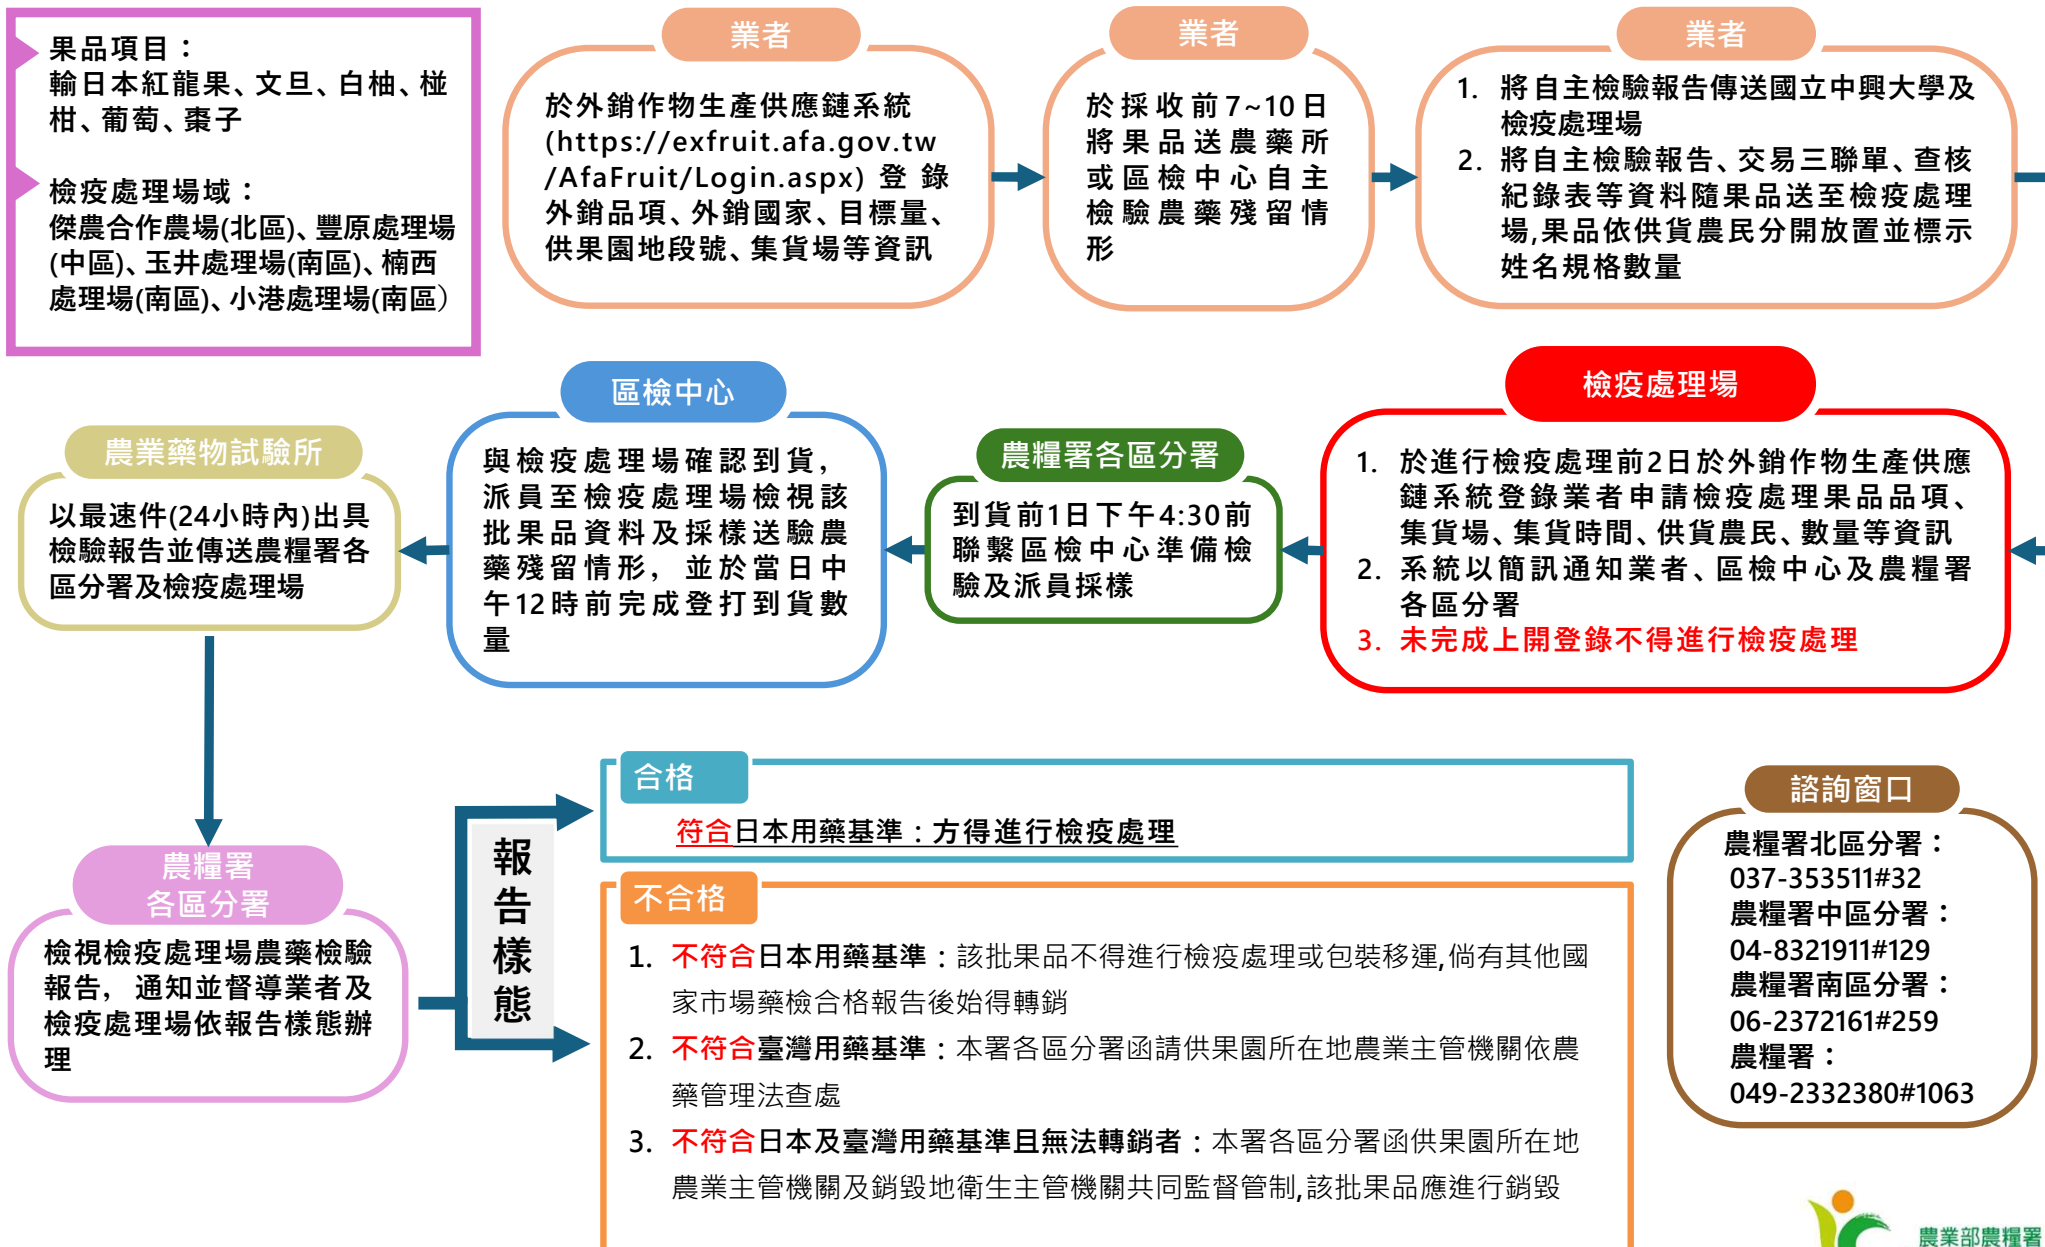 果品項目：
輸日本紅龍果、文旦、白柚、椪
柑、葡萄、棗子
檢疫處理場域：
傑農合作農場(北區)、豐原處理場
(中區)、玉井處理場(南區)、楠西
處理場(南區)、小港處理場(南區)
業者
於外銷作物生產供應鏈系統
(https://exfruit.afa.gov.tw
/AfaFruit/Login.aspx) 登錄
外銷品項、外銷國家、目標量、
供果園地段號、集貨場等資訊
業者
於採收前7~10日
將果品送農藥所
或區檢中心自主
檢驗農藥殘留情
形
業者
1. 將自主檢驗報告傳送國立中興大學及
檢疫處理場
2. 將自主檢驗報告、交易三聯單、查核
紀錄表等資料隨果品送至檢疫處理
場,果品依供貨農民分開放置並標示
姓名規格數量
檢疫處理場
1. 於進行檢疫處理前2日於外銷作物生產供應
鏈系統登錄業者申請檢疫處理果品品項、
集貨場、集貨時間、供貨農民、數量等資訊
2. 系統以簡訊通知業者、區檢中心及農糧署
各區分署
3. 未完成上開登錄不得進行檢疫處理
農糧署各區分署
到貨前1日下午4:30前
聯繫區檢中心準備檢
驗及派員採樣
區檢中心
與檢疫處理場確認到貨，
派員至檢疫處理場檢視該
批果品資料及採樣送驗農
藥殘留情形，並於當日中
午12時前完成登打到貨數
量
農業藥物試驗所
以最速件(24小時內)出具
檢驗報告並傳送農糧署各
區分署及檢疫處理場
農糧署
各區分署
檢視檢疫處理場農藥檢驗
報告，通知並督導業者及
檢疫處理場依報告樣態辦
理
報
告
樣
態
合格
符合日本用藥基準：方得進行檢疫處理
不合格
1. 不符合日本用藥基準：該批果品不得進行檢疫處理或包裝移運,倘有其他國
家市場藥檢合格報告後始得轉銷
2. 不符合臺灣用藥基準：本署各區分署函請供果園所在地農業主管機關依農
藥管理法查處
3. 不符合日本及臺灣用藥基準且無法轉銷者：本署各區分署函供果園所在地
農業主管機關及銷毀地衛生主管機關共同監督管制,該批果品應進行銷毀
諮詢窗口
農糧署北區分署：
037-353511#32
農糧署中區分署：
04-8321911#129
農糧署南區分署：
06-2372161#259
農糧署：
049-2332380#1063
農業部農糧署